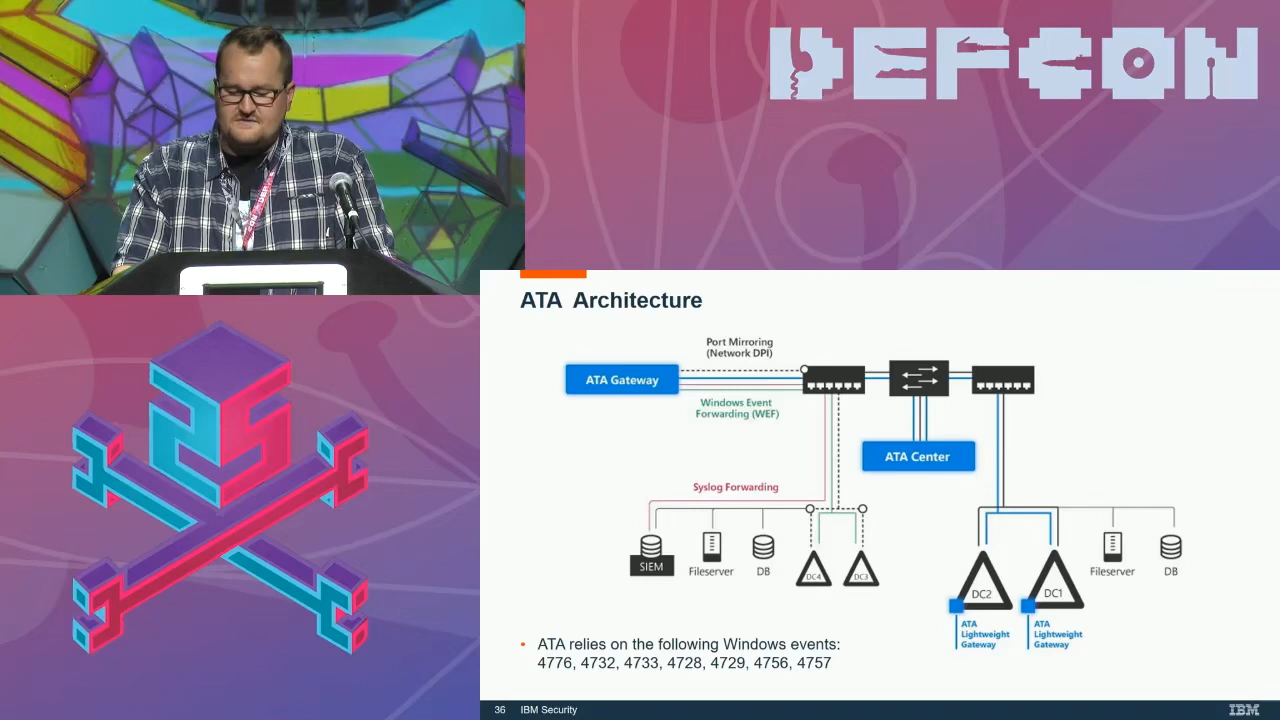 DEFCON
ATA Architecture
Port Mirroring
(Network DPI)
ATA Gateway
Windows Event
Forwarding (WEF)
ATA Center
Syslog Forwarding
SIEM
Fileserver
DB
DC4
DC3
DC2
DC1
Fileserver
DB
ATA
Lightweight
Gateway
ATA
Lightweight
Gateway
• ATA relies on the following Windows events:
4776, 4732, 4733, 4728, 4729, 4756, 4757
36 IBM Security
IBM